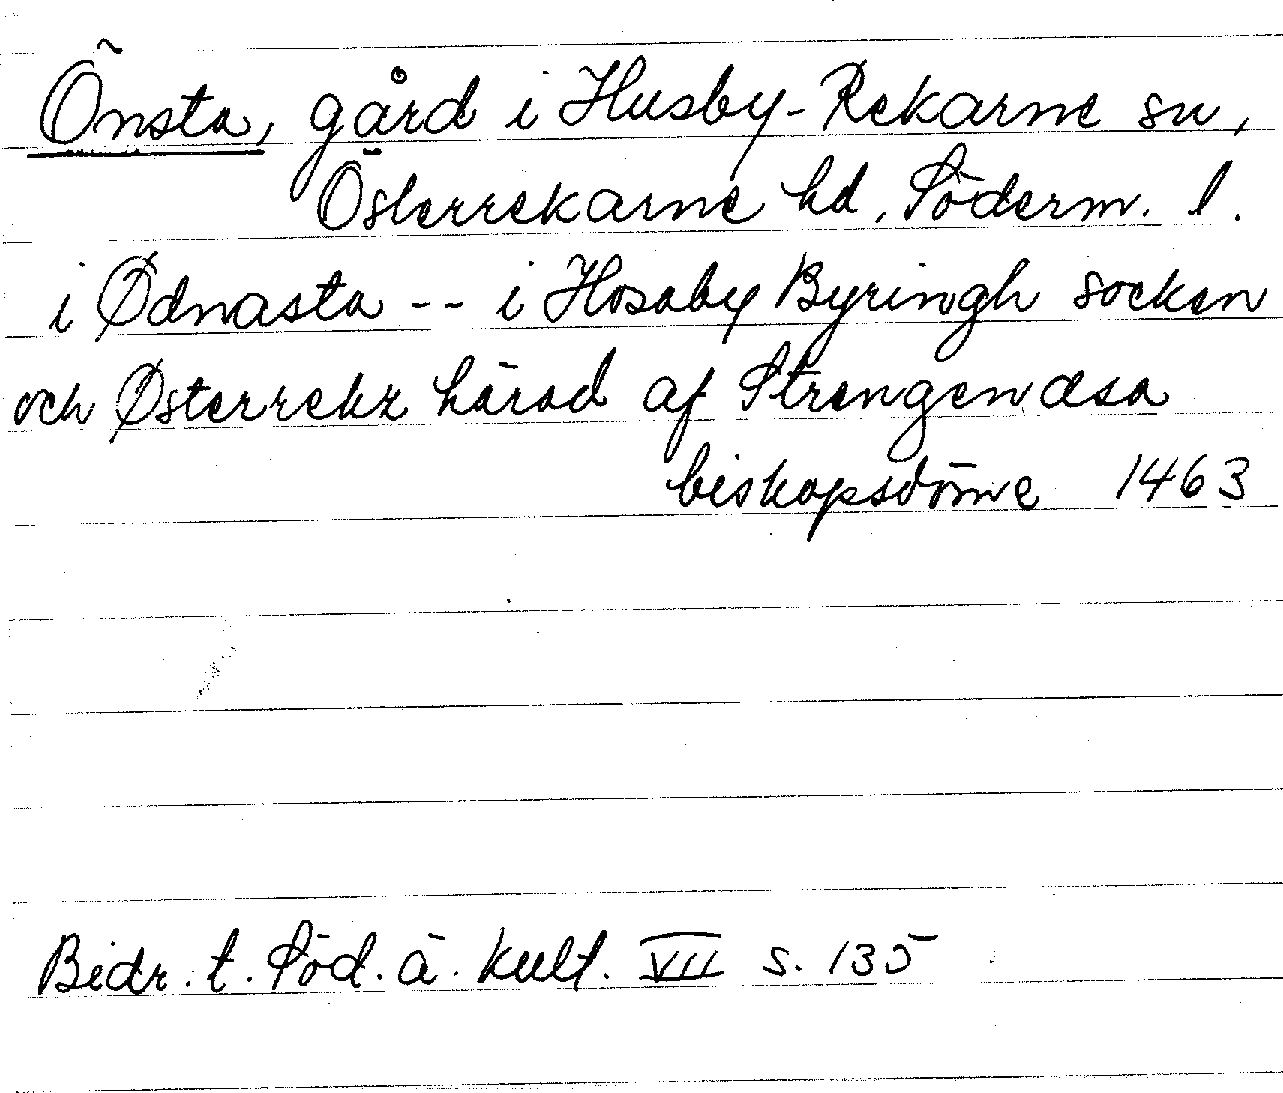 Önsta, gård i Husby-Rekarne sn,
Österrekarne hd, Söderm. l.
i Ødnasta -- i Hosaby Byringh socken
och Østerrekz härad af Strengenæsa
biskopsdöme 1463
Bidr. t. Söd. ä. kult. VII s. 135